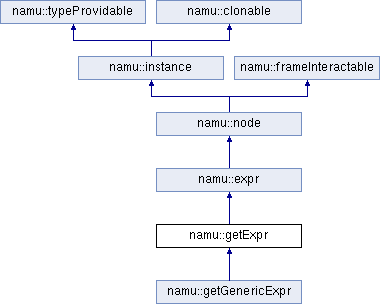 namu::typeProvidable
namu::clonable
namu::instance
namu::frameInteractable
namu::node
namu::expr
namu::getExpr
namu::getGenericExpr